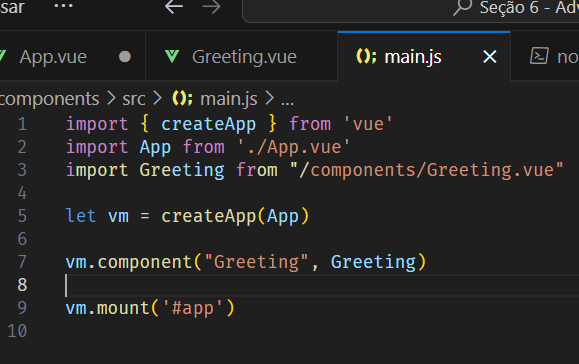 sar ... ← → Seção 6 - Adv
App.vue ● Greeting.vue main.js × no
components > src > main.js > ...
1 import { createApp } from 'vue'
2 import App from './App.vue'
3 import Greeting from "/components/Greeting.vue"
4
5 let vm = createApp(App)
6
7 vm.component("Greeting", Greeting)
8
9 vm.mount('#app')
10